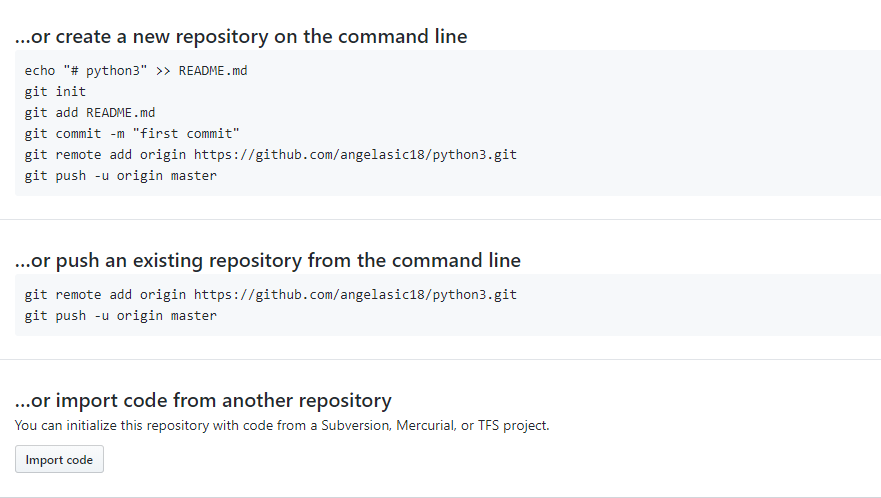 ...or create a new repository on the command line
echo "# python3" >> README.md
git init
git add README.md
git commit -m "first commit"
git remote add origin https://github.com/angelasic18/python3.git
git push -u origin master
...or push an existing repository from the command line
git remote add origin https://github.com/angelasic18/python3.git
git push -u origin master
...or import code from another repository
You can initialize this repository with code from a Subversion, Mercurial, or TFS project.
Import code